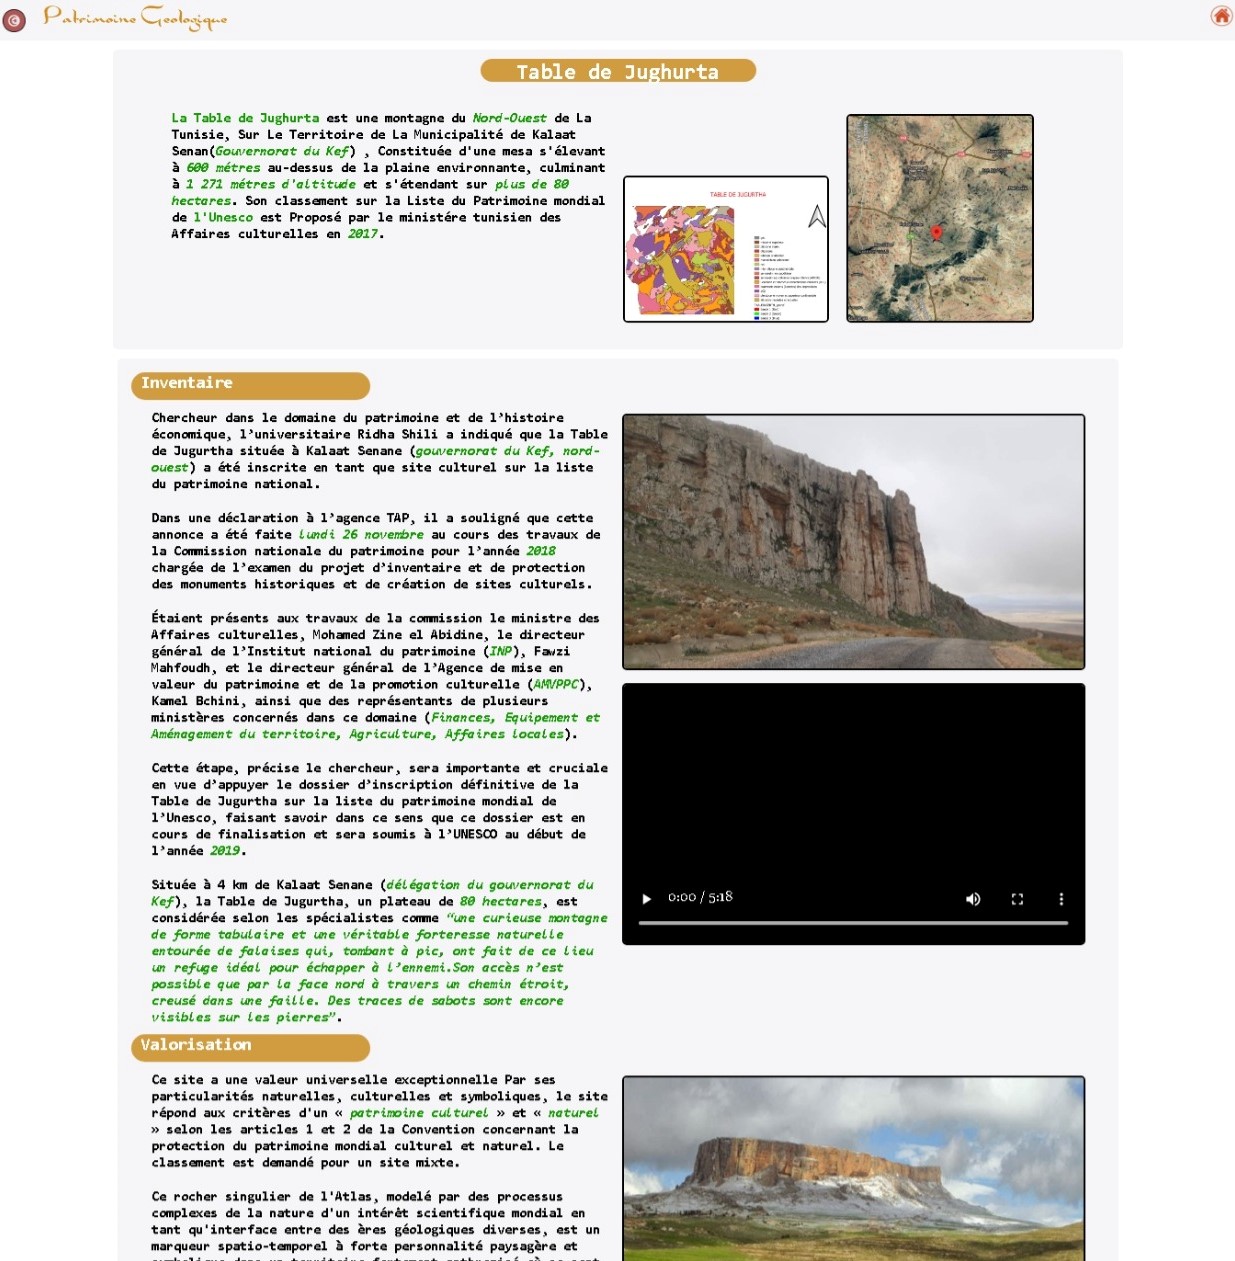 Patrimoine Geologique
Table de Jughurta
La Table de Jughurta est une montagne du Nord-Ouest de La
Tunisie, Sur Le Territoire de La Municipalité de Kalaat
Senan(Gouvernorat du Kef) , Constituée d'une mesa s'élevant
à 600 métres au-dessus de la plaine environnante, culminant
à 1 271 métres d'altitude et s'étendant sur plus de 80
hectares. Son classement sur la Liste du Patrimoine mondial
de l'Unesco est Proposé par le ministére tunisien des
Affaires culturelles en 2017.
TABLE DE JUGURTHA
Inventaire
Chercheur dans le domaine du patrimoine et de l’histoire
économique, l’universitaire Ridha Shili a indiqué que la Table
de Jugurtha située à Kalaat Senane (gouvernorat du Kef, nord-
ouest) a été inscrite en tant que site culturel sur la liste
du patrimoine national.
Dans une déclaration à l’agence TAP, il a souligné que cette
annonce a été faite lundi 26 novembre au cours des travaux de
la Commission nationale du patrimoine pour l’année 2018
chargée de l’examen du projet d’inventaire et de protection
des monuments historiques et de création de sites culturels.
Étaient présents aux travaux de la commission le ministre des
Affaires culturelles, Mohamed Zine el Abidine, le directeur
général de l’Institut national du patrimoine (INP), Fawzi
Mahfoudh, et le directeur général de l’Agence de mise en
valeur du patrimoine et de la promotion culturelle (AMVPPC),
Kamel Bchini, ainsi que des représentants de plusieurs
ministères concernés dans ce domaine (Finances, Equipement et
Aménagement du territoire, Agriculture, Affaires locales).
Cette étape, précise le chercheur, sera importante et cruciale
en vue d’appuyer le dossier d’inscription définitive de la
Table de Jugurtha sur la liste du patrimoine mondial de
l’Unesco, faisant savoir dans ce sens que ce dossier est en
cours de finalisation et sera soumis à l’UNESCO au début de
l’année 2019.
Située à 4 km de Kalaat Senane (délégation du gouvernorat du
Kef), la Table de Jugurtha, un plateau de 80 hectares, est
considérée selon les spécialistes comme “une curieuse montagne
de forme tabulaire et une véritable forteresse naturelle
entourée de falaises qui, tombant à pic, ont fait de ce lieu
un refuge idéal pour échapper à l’ennemi.Son accès n’est
possible que par la face nord à travers un chemin étroit,
creusé dans une faille. Des traces de sabots sont encore
visibles sur les pierres”.
0:00 / 5:18
Valorisation
Ce site a une valeur universelle exceptionnelle Par ses
particularités naturelles, culturelles et symboliques, le site
répond aux critères d'un « patrimoine culturel » et « naturel
» selon les articles 1 et 2 de la Convention concernant la
protection du patrimoine mondial culturel et naturel. Le
classement est demandé pour un site mixte.
Ce rocher singulier de l'Atlas, modelé par des processus
complexes de la nature d'un intérêt scientifique mondial en
tant qu'interface entre des ères géologiques diverses, est un
marqueur spatio-temporel à forte personnalité paysagère et